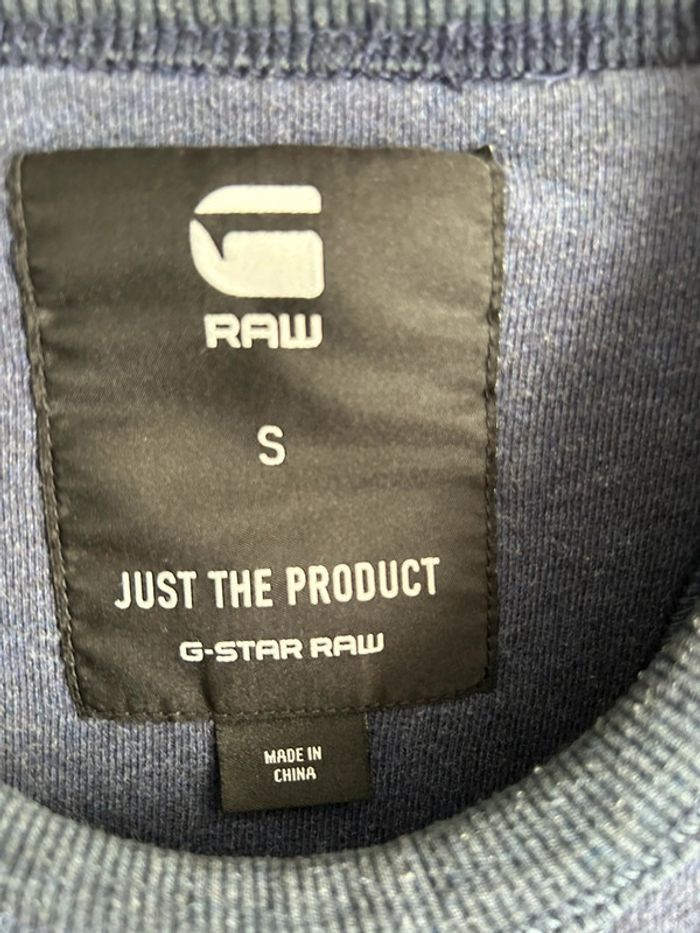 RAW
S
JUST THE PRODUCT
G-STAR RAW
MADE IN
CHINA